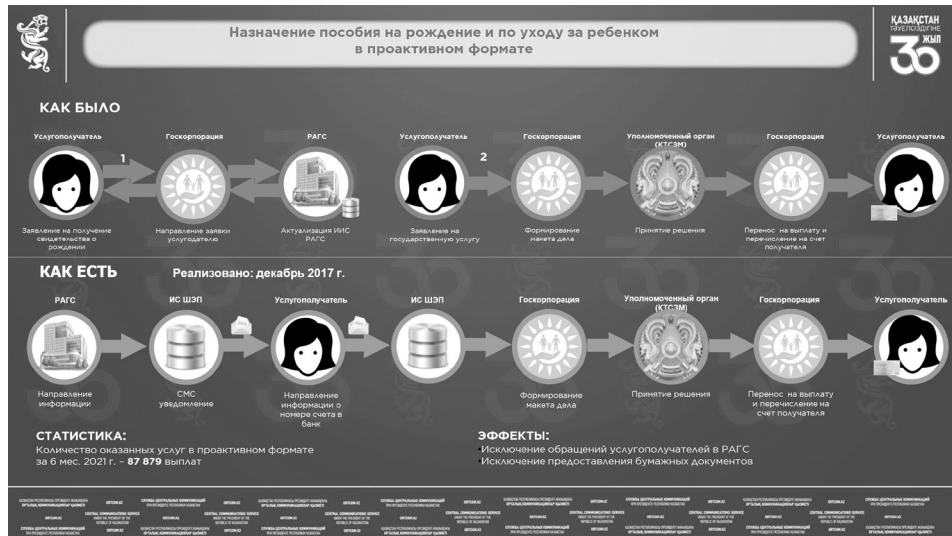 Назначение пособия на рождение и по уходу за ребенком
в проактивном формате
ҚАЗАҚСТАН
ТӘУЕЛСІЗДІГІНЕ
30 ЖЫЛ
КАК БЫЛО
Услугополучатель
Госкорпорация
РАГС
Услугополучатель
Госкорпорация
Уполномоченный орган
(КТСЗМ)
Госкорпорация
Услугополучатель
1
2
Заявление на получение
свидетельства о
рождении
Направление заявки
услугодателю
Актуализация ИИС
РАГС
Заявление на
государственную услугу
Формирование
макета дела
Принятие решения
Перенос на выплату и
перечисление на счет
получателя
КАК ЕСТЬ
Реализовано: декабрь 2017 г.
РАГС
ИС ШЭП
Услугополучатель
ИС ШЭП
Госкорпорация
Уполномоченный орган
(КТСЗМ)
Госкорпорация
Услугополучатель
Направление
информации
СМС
уведомление
Направление
информации о
номере счета в
банк
Формирование
макета дела
Принятие решения
Перенос на выплату
и перечисление на
счет получателя
СТАТИСТИКА:
Количество оказанных услуг в проактивном формате
за 6 мес. 2021 г. – 87 879 выплат
ЭФФЕКТЫ:
•Исключение обращений услугополучателей в РАГС
•Исключение предоставления бумажных документов